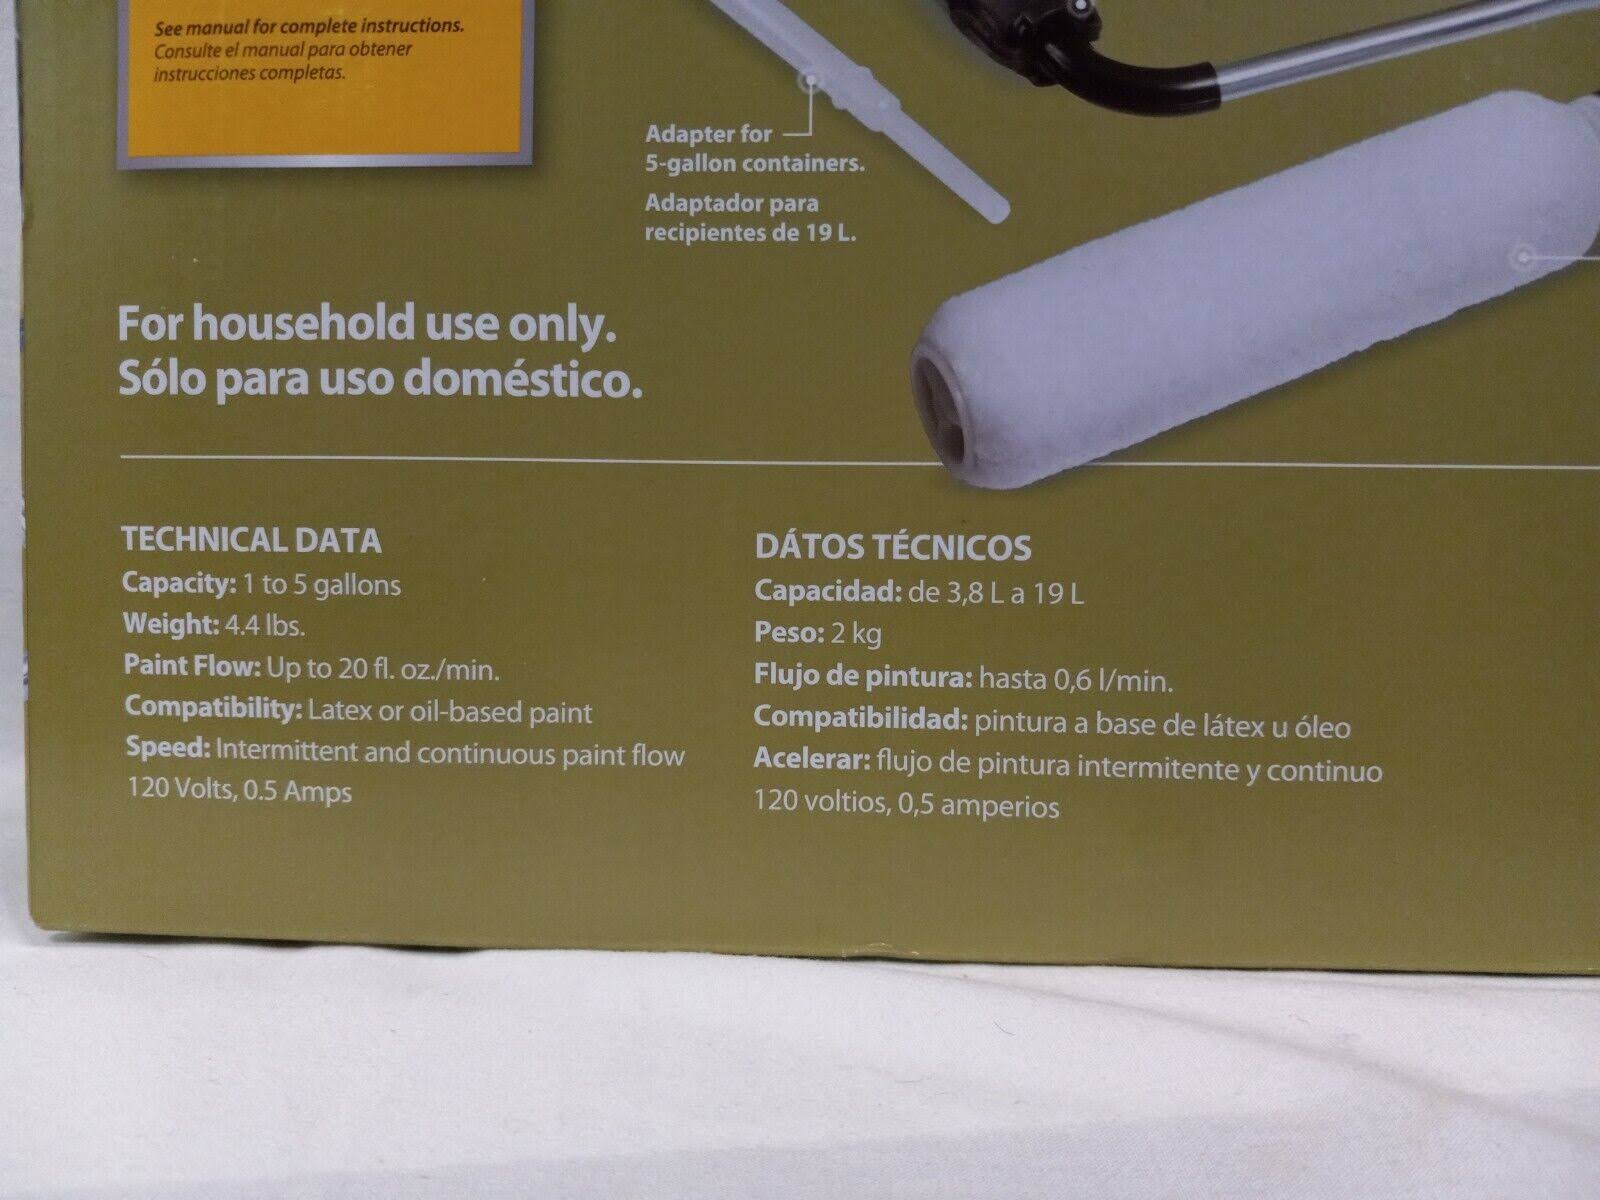 See manual for complete instructions.
Consulte el manual para obtener
instrucciones completas.
Adapter for
5-gallon containers.
Adaptador para
recipientes de 19 L.
For household use only.
Sólo para uso doméstico.
TECHNICAL DATA
Capacity: 1 to 5 gallons
Weight: 4.4 lbs.
Paint Flow: Up to 20 fl. oz./min.
Compatibility: Latex or oil-based paint
Speed: Intermittent and continuous paint flow
120 Volts, 0.5 Amps
DÁTOS TÉCNICOS
Capacidad: de 3,8 L a 19 L
Peso: 2 kg
Flujo de pintura: hasta 0,6 l/min.
Compatibilidad: pintura a base de látex u óleo
Acelerar: flujo de pintura intermitente y continuo
120 voltios, 0,5 amperios